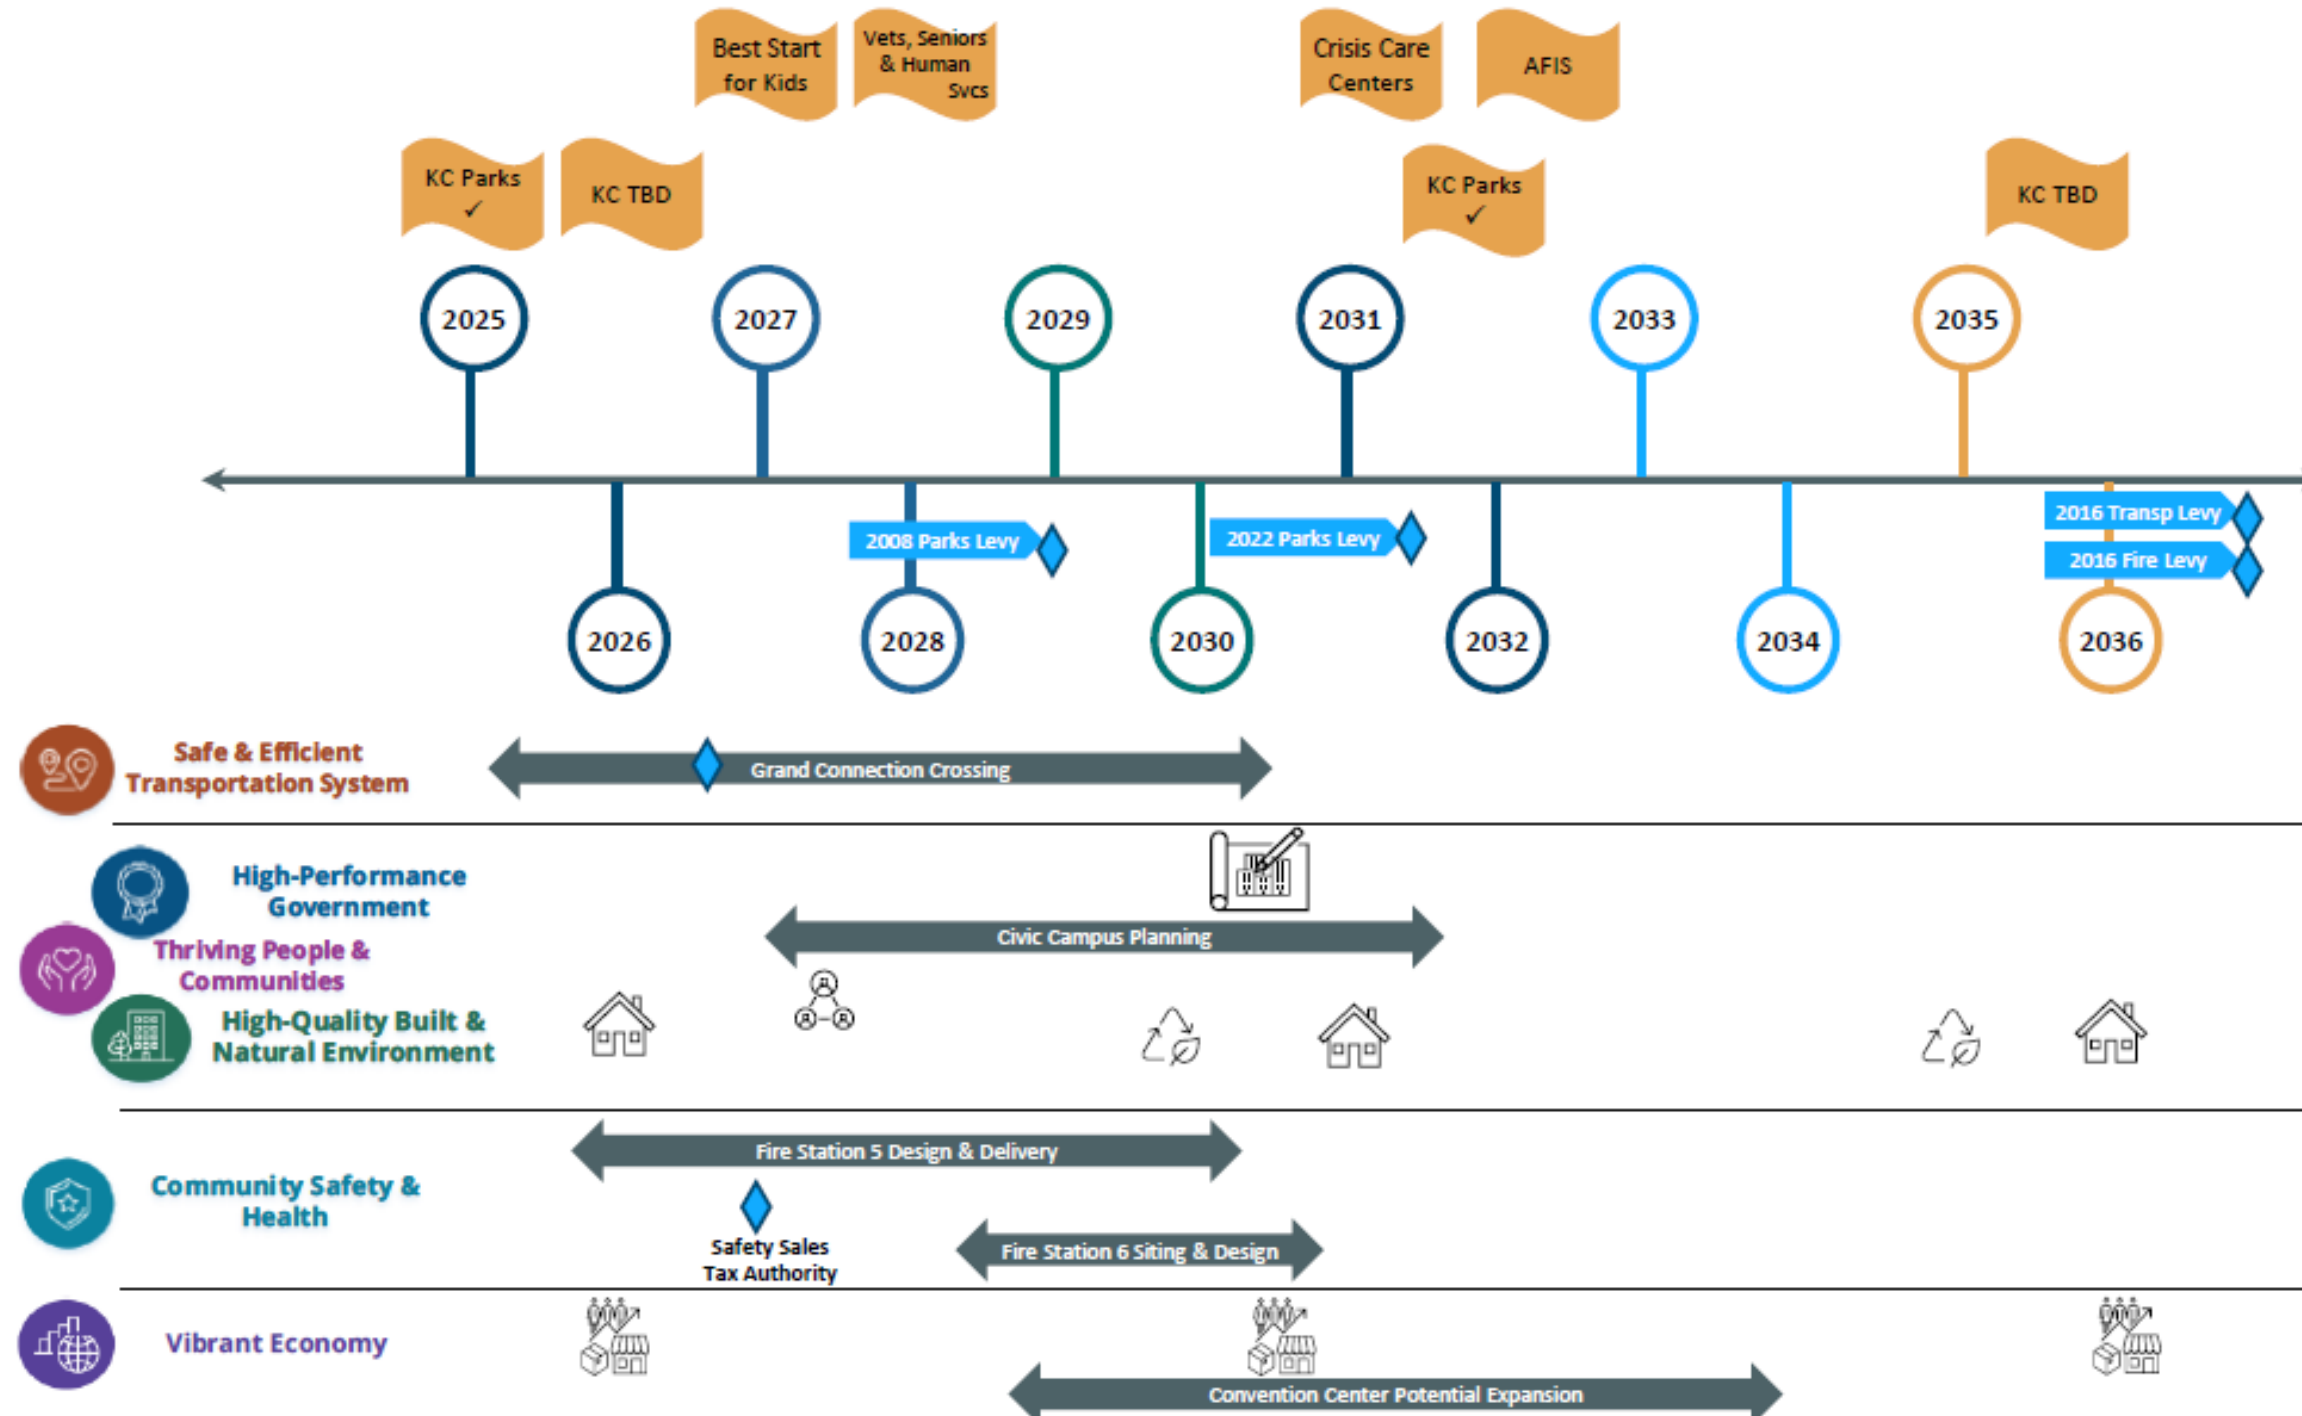 Best Start
for Kids
Vets, Seniors
& Human
Svcs
Crisis Care
Centers
AFIS
KC Parks
✓
KC TBD
KC Parks
✓
KC TBD
2025
2027
2029
2031
2033
2035
2008 Parks Levy
2022 Parks Levy
2016 Transp Levy
2016 Fire Levy
2026
2028
2030
2032
2034
2036
Safe & Efficient
Transportation System
Grand Connection Crossing
High-Performance
Government
Civic Campus Planning
Thriving People &
Communities
High-Quality Built &
Natural Environment
Fire Station 5 Design & Delivery
Community Safety &
Health
Safety Sales
Tax Authority
Fire Station 6 Siting & Design
Vibrant Economy
Convention Center Potential Expansion